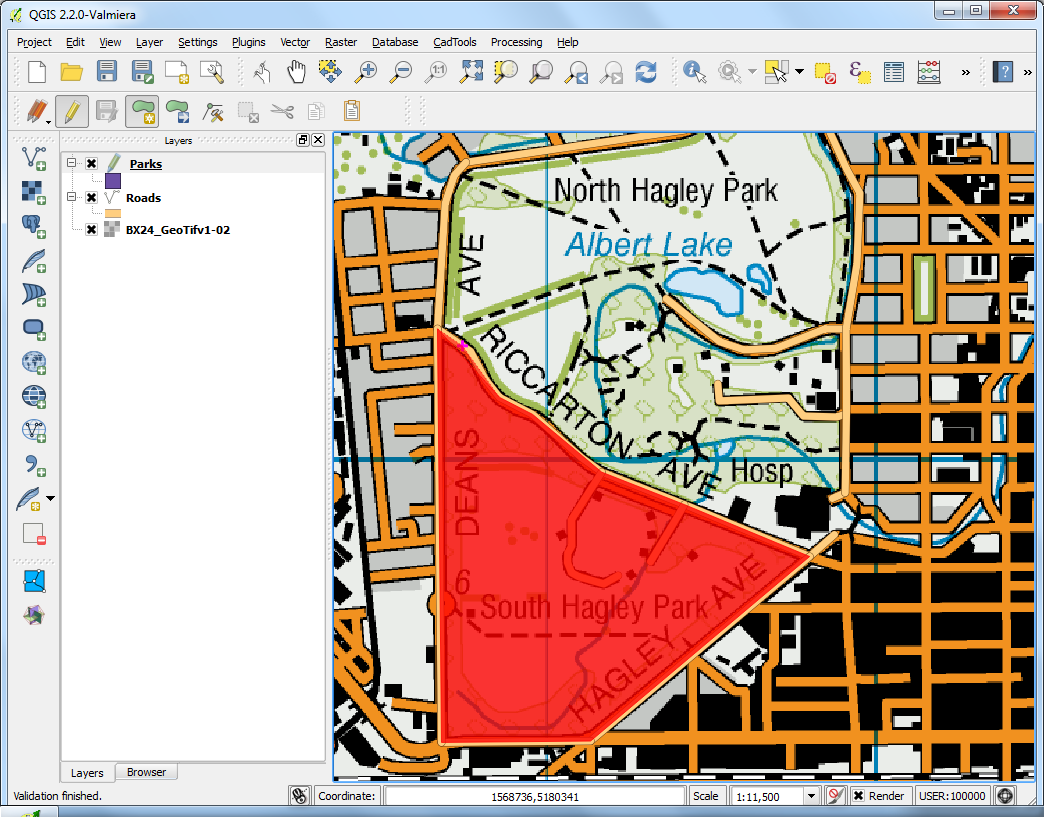 QGIS 2.2.0-Valmiera
Project Edit View Layer Settings Plugins Vector Raster Database CadTools Processing Help
1:1
»
?
»
Layers
Parks
Roads
BX24_GeoTifv1-02
North Hagley Park
Albert Lake
AVE
RICCARTON AVE
DEANS
Hosp
6
South Hagley Park
HAGLEY AVE
Layers Browser
Validation finished.
Coordinate: 1568736,5180341 Scale 1:11,500 Render USER:100000